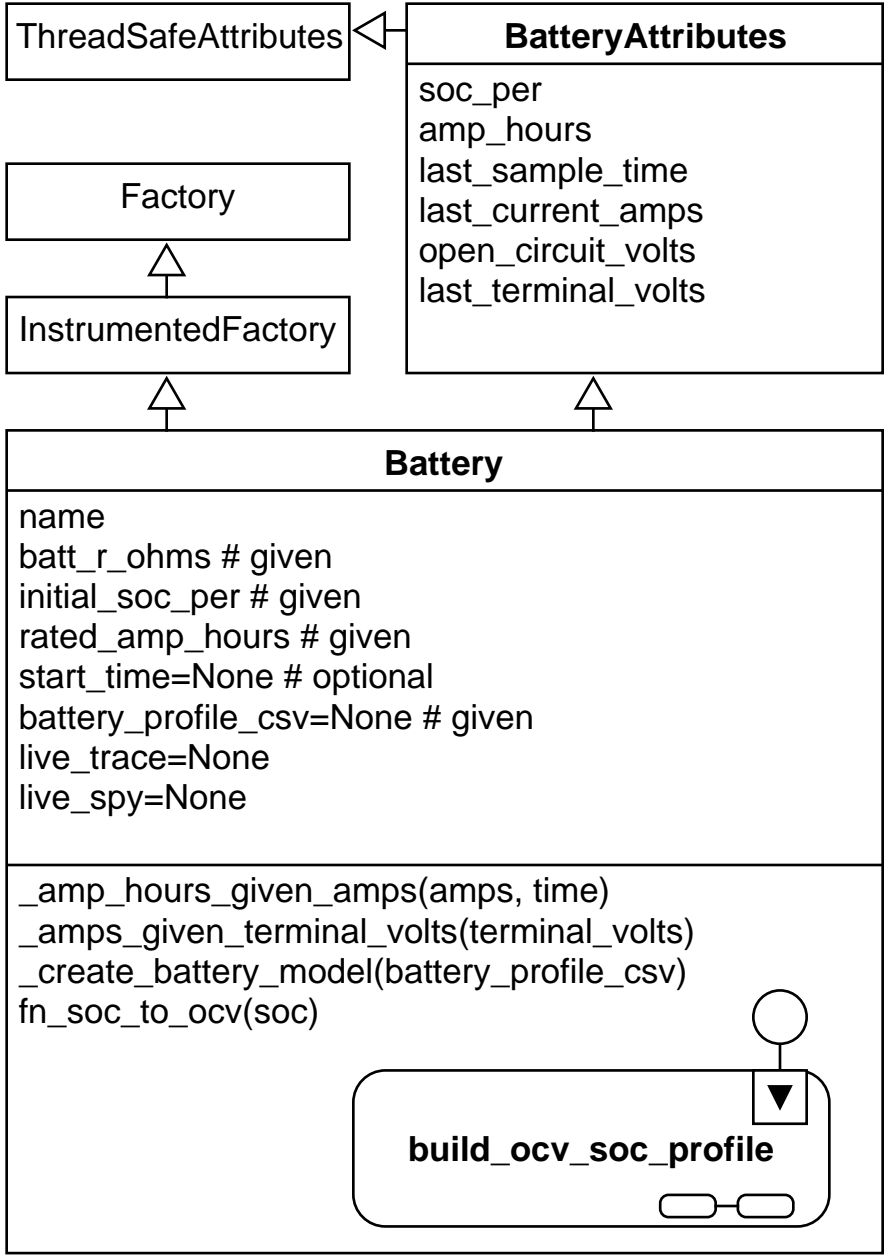 ThreadSafeAttributes
BatteryAttributes
soc_per
amp_hours
last_sample_time
last_current_amps
open_circuit_volts
last_terminal_volts
Factory
InstrumentedFactory
Battery
name
batt_r_ohms # given
initial_soc_per # given
rated_amp_hours # given
start_time=None # optional
battery_profile_csv=None # given
live_trace=None
live_spy=None
_amp_hours_given_amps(amps, time)
_amps_given_terminal_volts(terminal_volts)
_create_battery_model(battery_profile_csv)
fn_soc_to_ocv(soc)
build_ocv_soc_profile